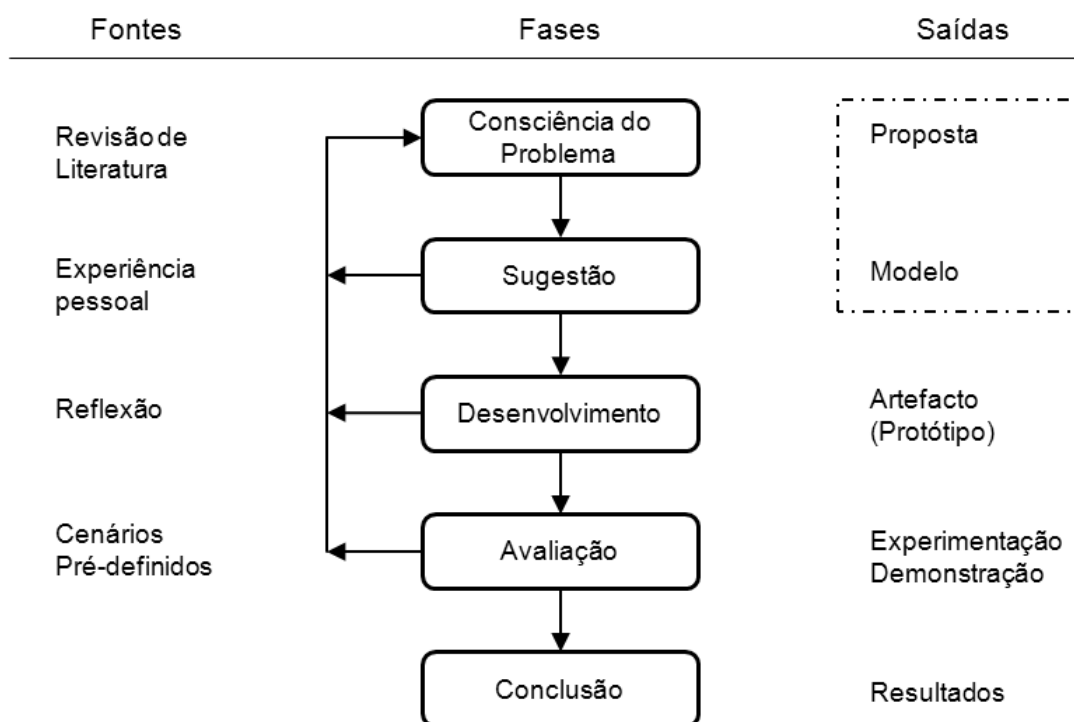 Fontes Fases Saídas
Revisão de
Literatura
Consciência do
Problema
Proposta
Experiência
pessoal
Sugestão
Modelo
Reflexão
Desenvolvimento
Artefacto
(Protótipo)
Cenários
Pré-definidos
Avaliação
Experimentação
Demonstração
Conclusão
Resultados